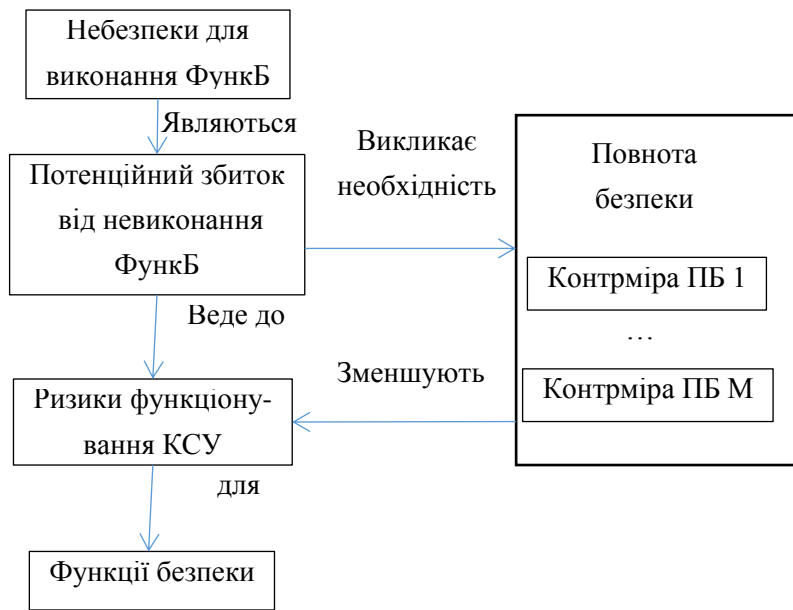 Небезпеки для
виконання ФункБ
Являються
Потенційний збиток
від невиконання
ФункБ
Викликає
необхідність
Повнота
безпеки
Контрміра ПБ 1
…
Контрміра ПБ М
Веде до
Зменшують
Ризики функціону-
вання КСУ
для
Функції безпеки